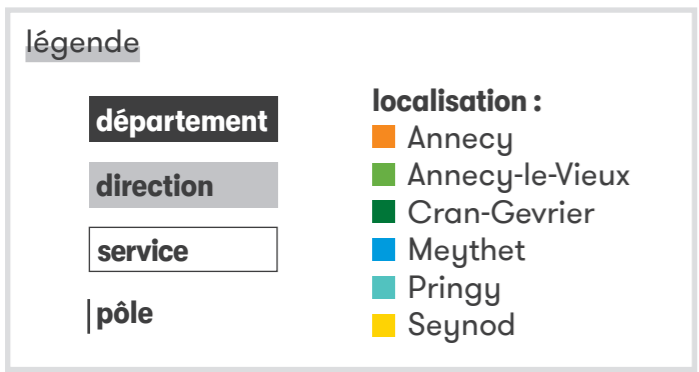 légende
département
direction
service
pôle
localisation :
Annecy
Annecy-le-Vieux
Cran-Gevrier
Meythet
Pringy
Seynod